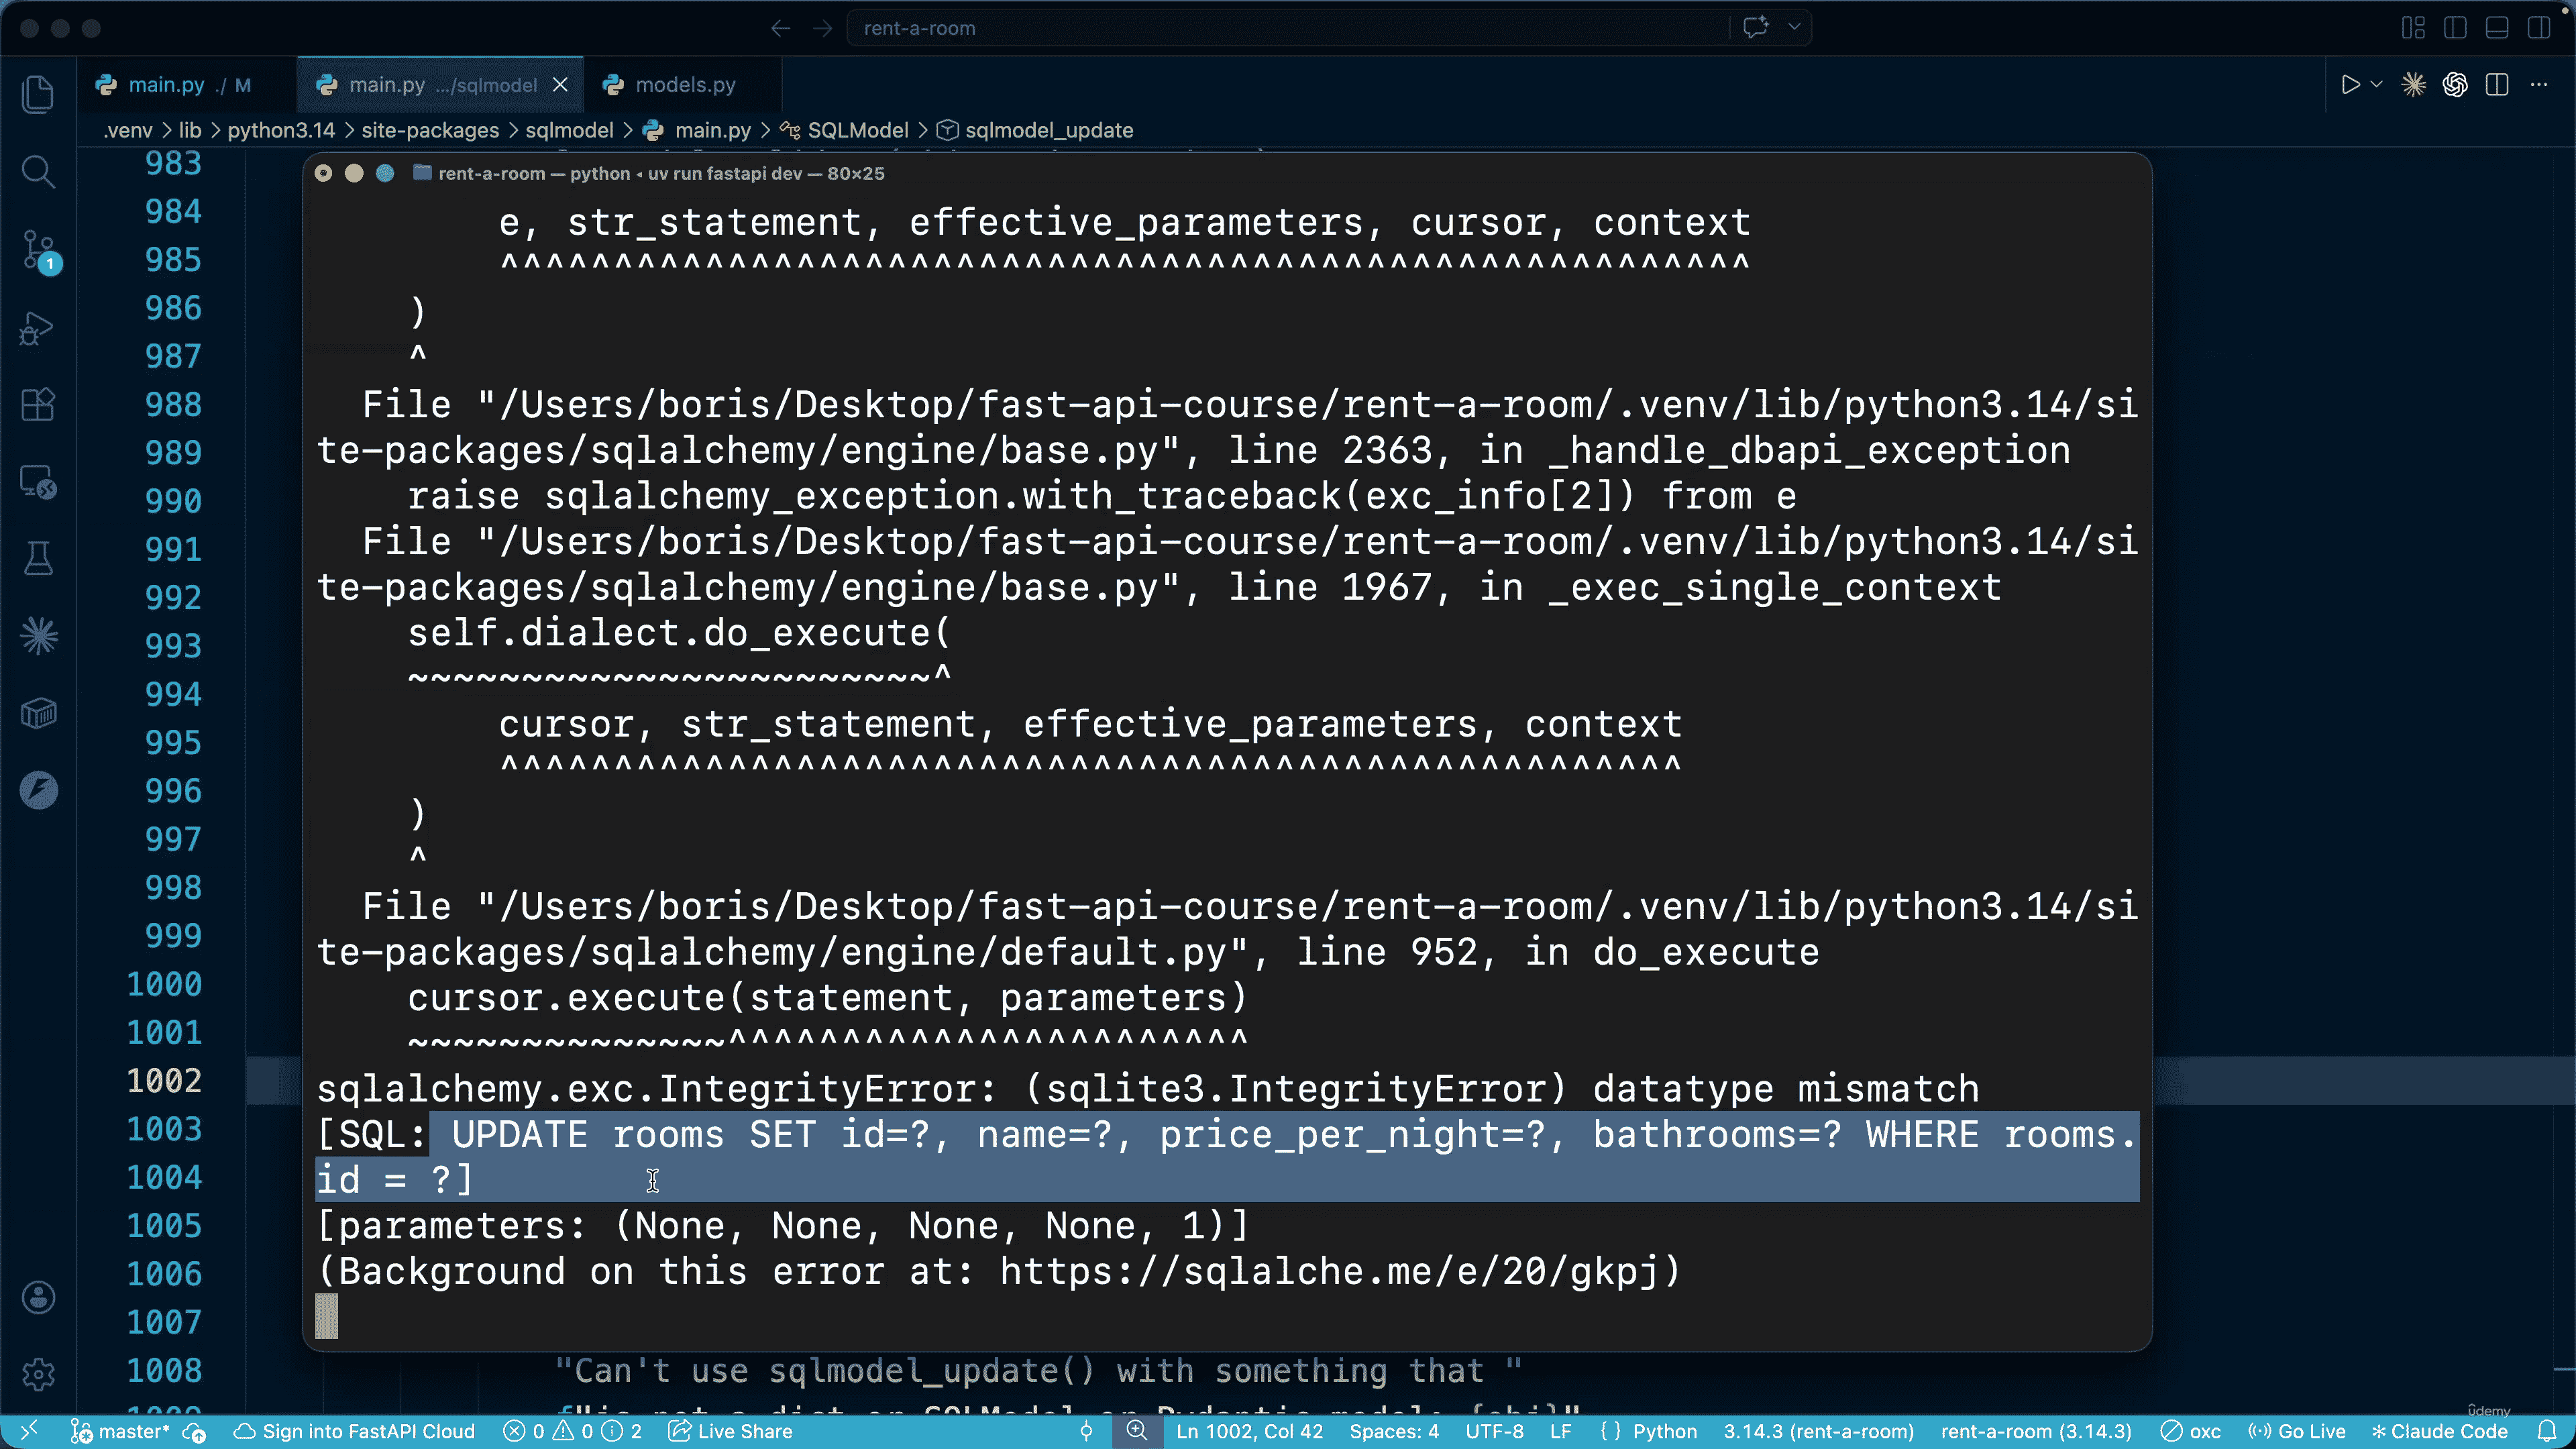 rent-a-room
main.py ./ M
main.py .../sqlmodel
models.py
.venv > lib > python3.14 > site-packages > sqlmodel > main.py > SQLModel > sqlmodel_update
983
984
985
986
987
988
989
990
991
992
993
994
995
996
997
998
999
1000
1001
1002
1003
1004
1005
1006
1007
1008
1
rent-a-room — python ◂ uv run fastapi dev — 80×25
e, str_statement, effective_parameters, cursor, context
^^^^^^^^^^^^^^^^^^^^^^^^^^^^^^^^^^^^^^^^^^^^^^^^^^^^^^^
)
^
File "/Users/boris/Desktop/fast-api-course/rent-a-room/.venv/lib/python3.14/si
te-packages/sqlalchemy/engine/base.py", line 2363, in _handle_dbapi_exception
raise sqlalchemy_exception.with_traceback(exc_info[2]) from e
File "/Users/boris/Desktop/fast-api-course/rent-a-room/.venv/lib/python3.14/si
te-packages/sqlalchemy/engine/base.py", line 1967, in _exec_single_context
self.dialect.do_execute(
~~~~~~~~~~~~~~~~~~~~~~~^
cursor, str_statement, effective_parameters, context
^^^^^^^^^^^^^^^^^^^^^^^^^^^^^^^^^^^^^^^^^^^^^^^^^^^^
)
^
File "/Users/boris/Desktop/fast-api-course/rent-a-room/.venv/lib/python3.14/si
te-packages/sqlalchemy/engine/default.py", line 952, in do_execute
cursor.execute(statement, parameters)
~~~~~~~~~~~~~~^^^^^^^^^^^^^^^^^^^^^^^
sqlalchemy.exc.IntegrityError: (sqlite3.IntegrityError) datatype mismatch
[SQL: UPDATE rooms SET id=?, name=?, price_per_night=?, bathrooms=? WHERE rooms.
id = ?]
[parameters: (None, None, None, None, 1)]
(Background on this error at: https://sqlalche.me/e/20/gkpj)
"Can't use sqlmodel_update() with something that "
udemy
master* Sign into FastAPI Cloud 0 0 2 Live Share Ln 1002, Col 42 Spaces: 4 UTF-8 LF { } Python 3.14.3 (rent-a-room) rent-a-room (3.14.3) oxc Go Live Claude Code